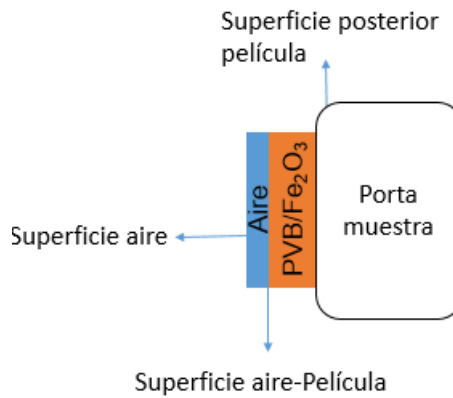 Superficie posterior
película
Aire
PVB/Fe₂O₃
Porta
muestra
Superficie aire
Superficie aire-Película